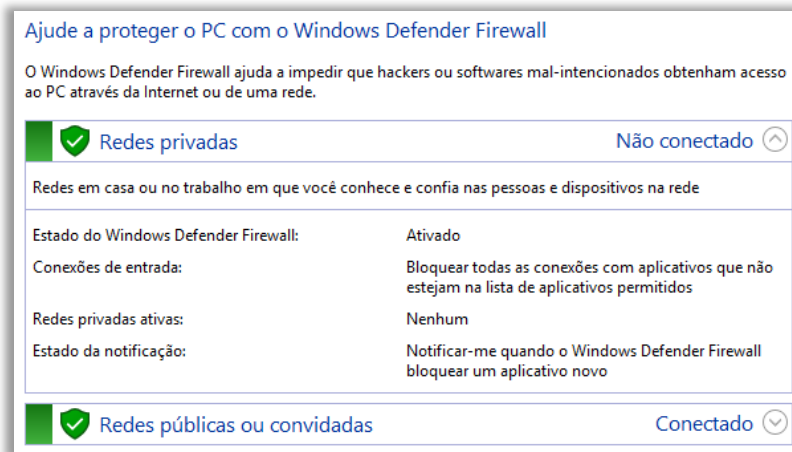 Ajude a proteger o PC com o Windows Defender Firewall
O Windows Defender Firewall ajuda a impedir que hackers ou softwares mal-intencionados obtenham acesso
ao PC através da Internet ou de uma rede.
Redes privadas Não conectado
Redes em casa ou no trabalho em que você conhece e confia nas pessoas e dispositivos na rede
Estado do Windows Defender Firewall: Ativado
Conexões de entrada: Bloquear todas as conexões com aplicativos que não
estejam na lista de aplicativos permitidos
Redes privadas ativas: Nenhum
Estado da notificação: Notificar-me quando o Windows Defender Firewall
bloquear um aplicativo novo
Redes públicas ou convidadas Conectado